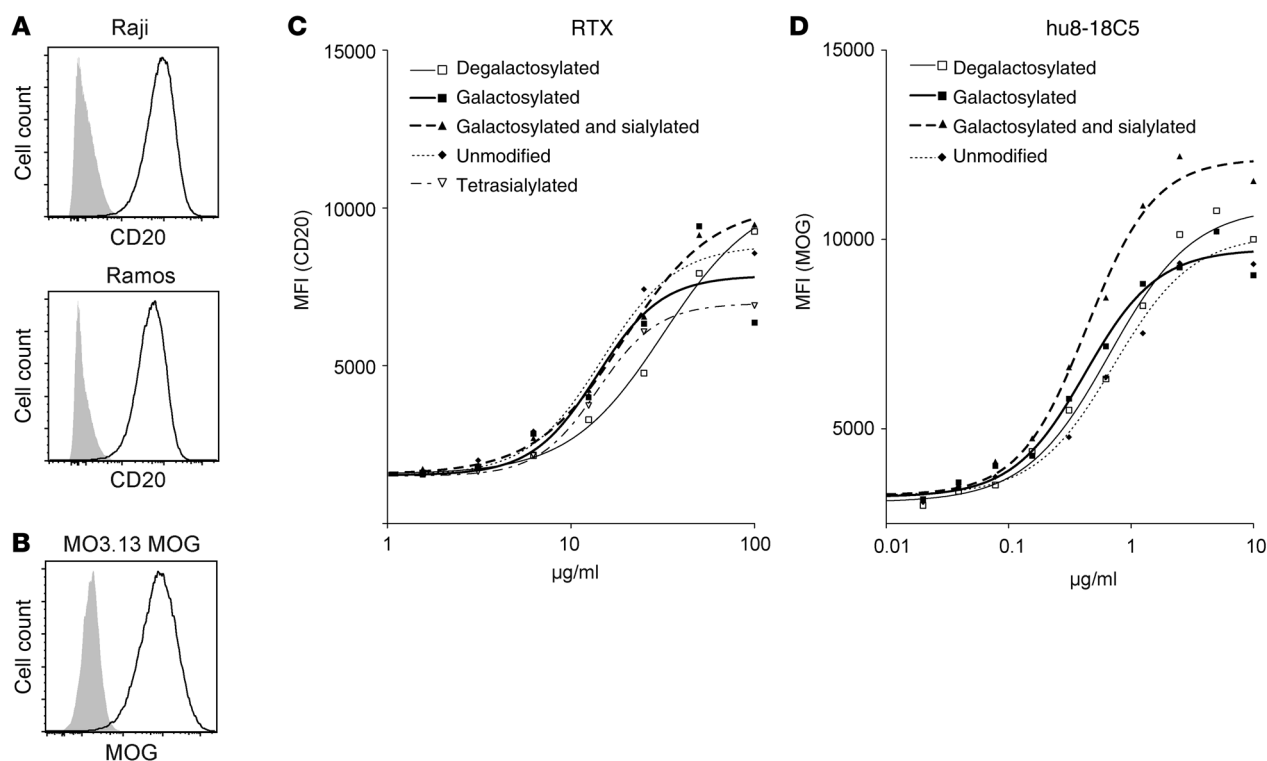 A
Raji
Cell count
CD20
Ramos
Cell count
CD20
B
MO3.13 MOG
Cell count
MOG
C
RTX
15000
10000
5000
MFI (CD20)
Degalactosylated
Galactosylated
Galactosylated and sialylated
Unmodified
Tetrasialylated
1
10
100
µg/ml
D
hu8-18C5
15000
10000
5000
MFI (MOG)
Degalactosylated
Galactosylated
Galactosylated and sialylated
Unmodified
0.01
0.1
1
10
µg/ml